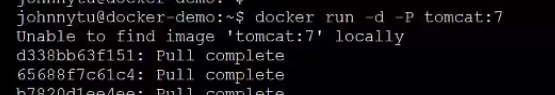 johnnytu@docker-demo:~$ docker run -d -P tomcat:7
Unable to find image 'tomcat:7' locally
d338bb63f151: Pull complete
65688f7c61c4: Pull complete